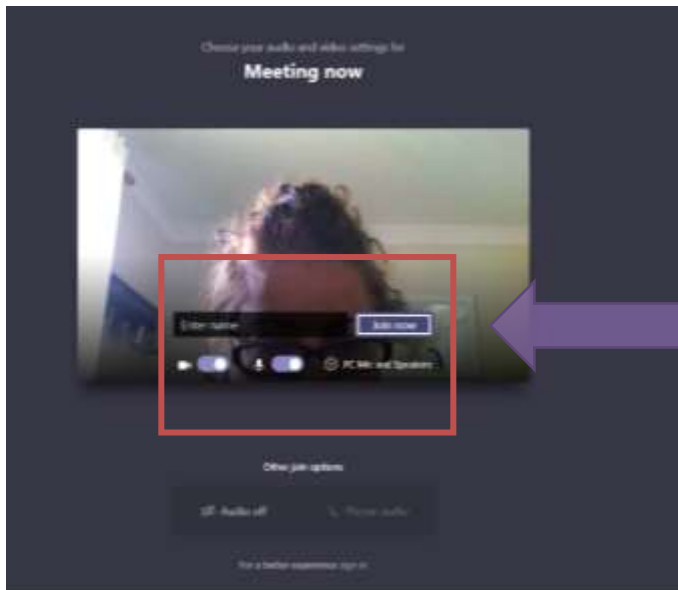 Choose your audio and video settings for
Meeting now
Enter name
Join now
PC Mic and Speakers
Other join options
Audio off
Phone audio
For a better experience sign in